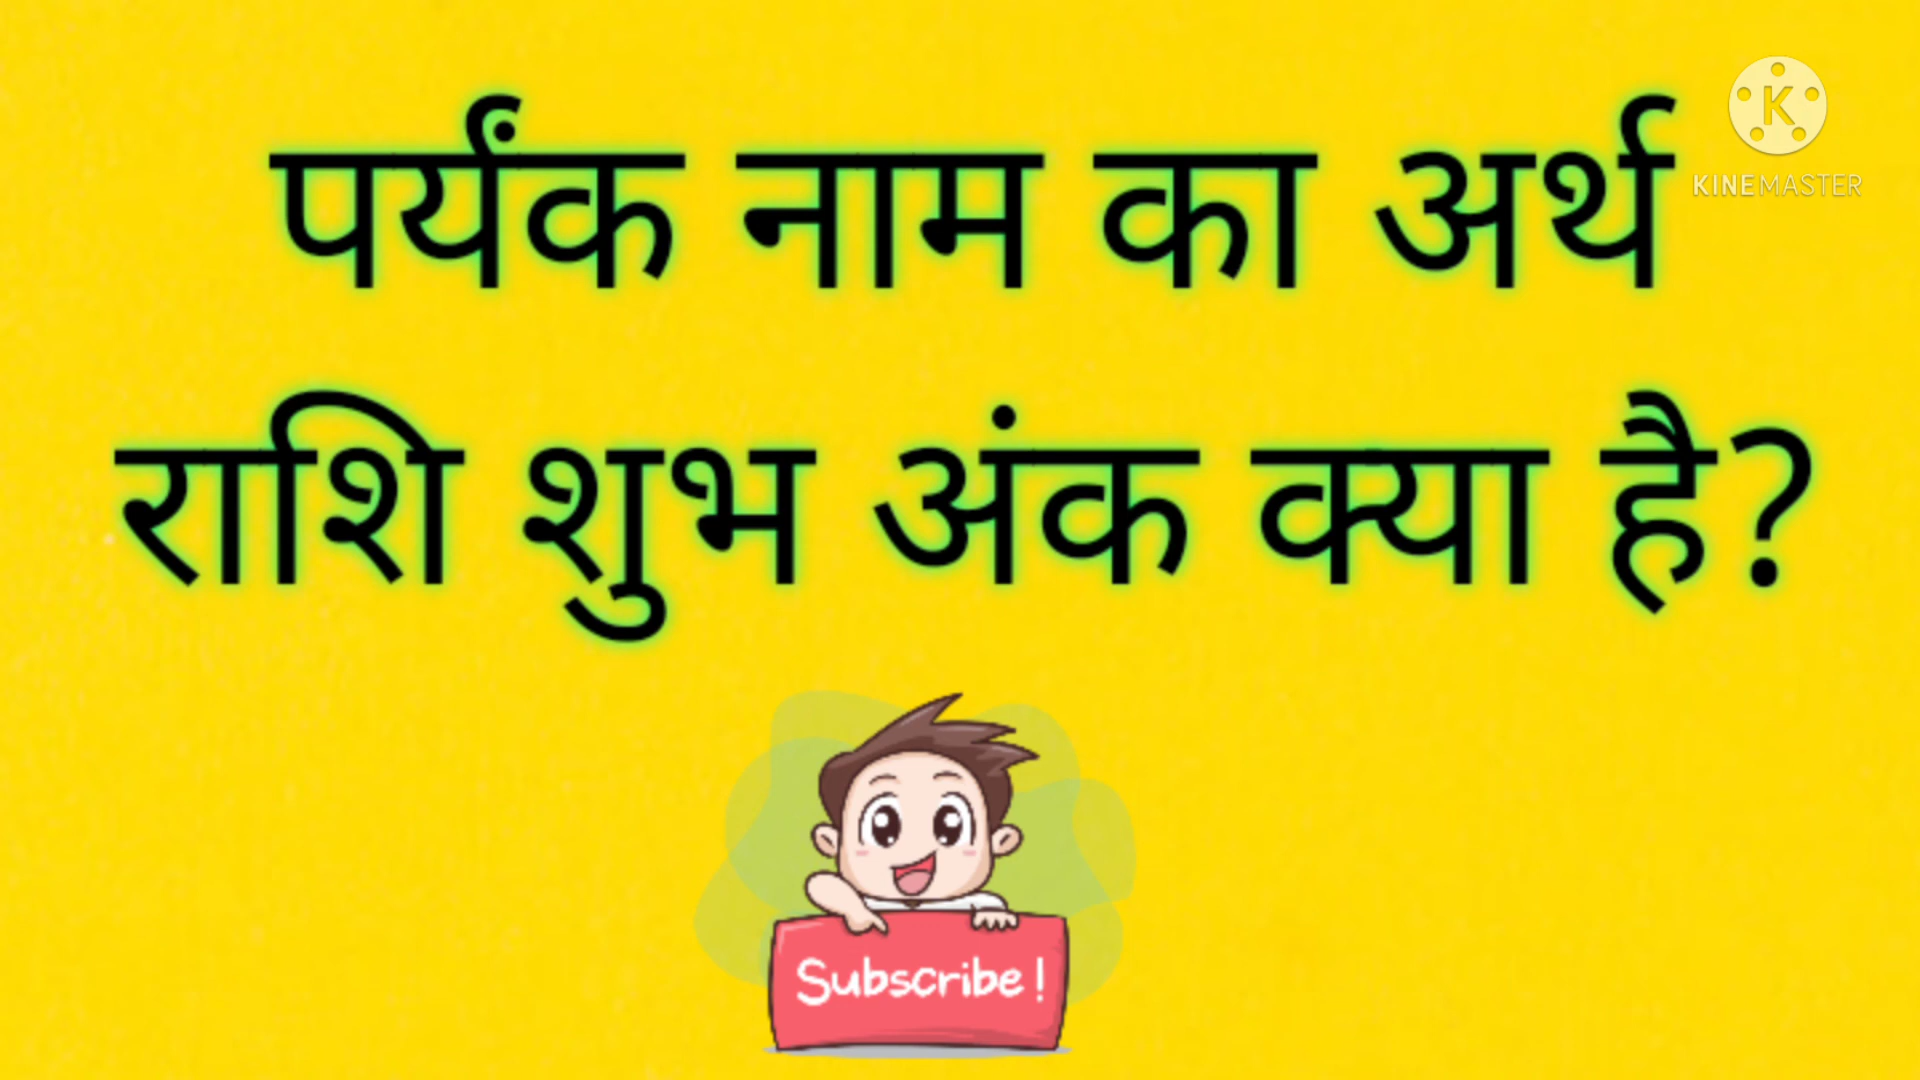 पर्यंक नाम का अर्थ
KINEMASTER
राशि शुभ अंक क्या है?
Subscribe!